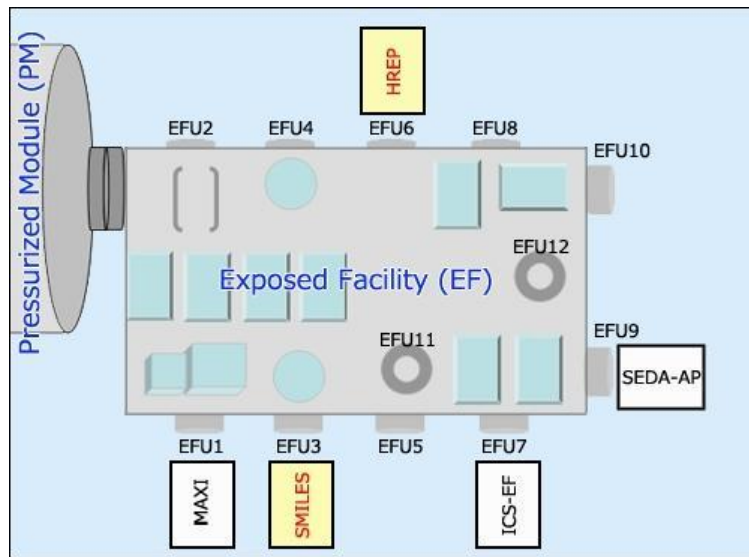 HREP
Pressurized Module (PM)
EFU2
EFU4
EFU6
EFU8
EFU10
EFU12
Exposed Facility (EF)
EFU11
EFU9
SEDA-AP
EFU1
EFU3
EFU5
EFU7
MAXI
SMILES
ICS-EF